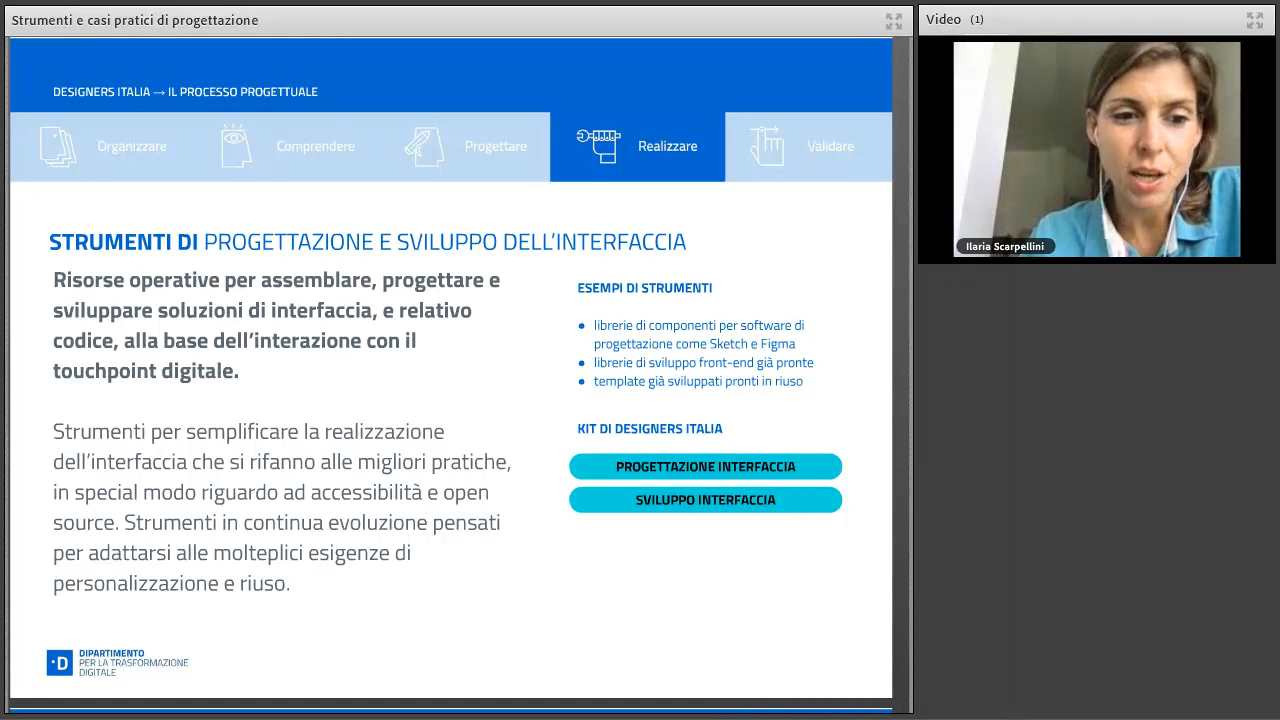 Strumenti e casi pratici di progettazione
Video (1)
DESIGNERS ITALIA → IL PROCESSO PROGETTUALE
Organizzare
Comprendere
Progettare
Realizzare
Validare
Ilaria Scarpellini
STRUMENTI DI PROGETTAZIONE E SVILUPPO DELL’INTERFACCIA
Risorse operative per assemblare, progettare e
sviluppare soluzioni di interfaccia, e relativo
codice, alla base dell’interazione con il
touchpoint digitale.
Strumenti per semplificare la realizzazione
dell’interfaccia che si rifanno alle migliori pratiche,
in special modo riguardo ad accessibilità e open
source. Strumenti in continua evoluzione pensati
per adattarsi alle molteplici esigenze di
personalizzazione e riuso.
ESEMPI DI STRUMENTI
● librerie di componenti per software di
progettazione come Sketch e Figma
● librerie di sviluppo front-end già pronte
● template già sviluppati pronti in riuso
KIT DI DESIGNERS ITALIA
PROGETTAZIONE INTERFACCIA
SVILUPPO INTERFACCIA
·D
DIPARTIMENTO
PER LA TRASFORMAZIONE
DIGITALE